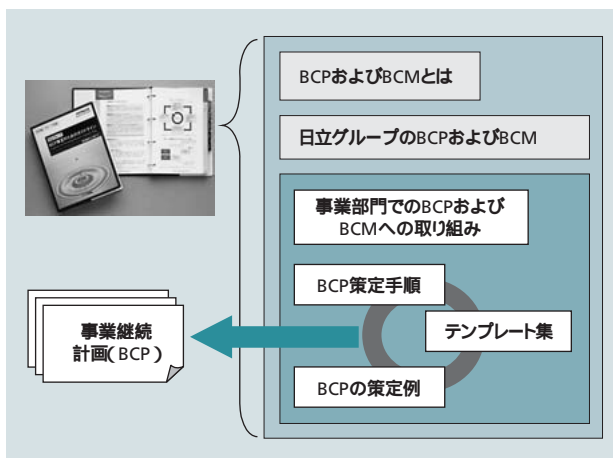 BCPおよびBCMとは
日立グループのBCPおよびBCM
事業部門でのBCPおよび
BCMへの取り組み
BCP策定手順
テンプレート集
BCPの策定例
事業継続
計画(BCP)